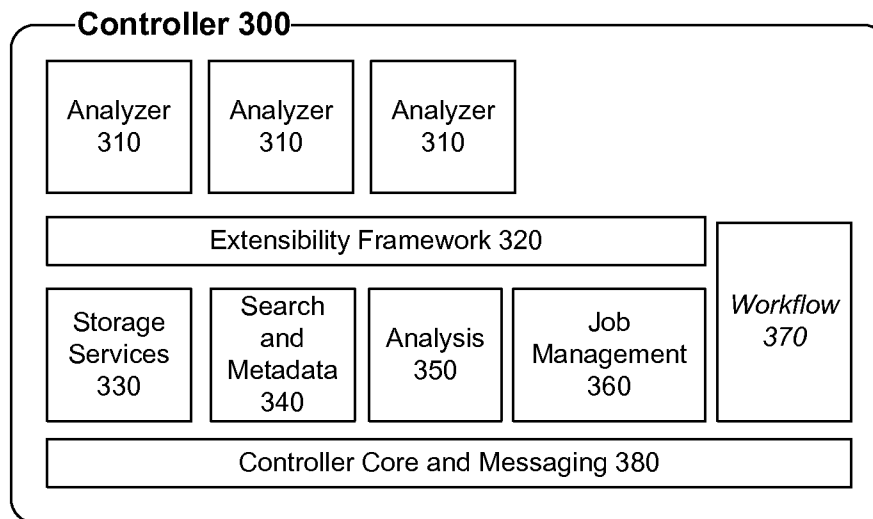 Controller 300
Analyzer
310
Analyzer
310
Analyzer
310
Extensibility Framework 320
Workflow
370
Storage
Services
330
Search
and
Metadata
340
Analysis
350
Job
Management
360
Controller Core and Messaging 380